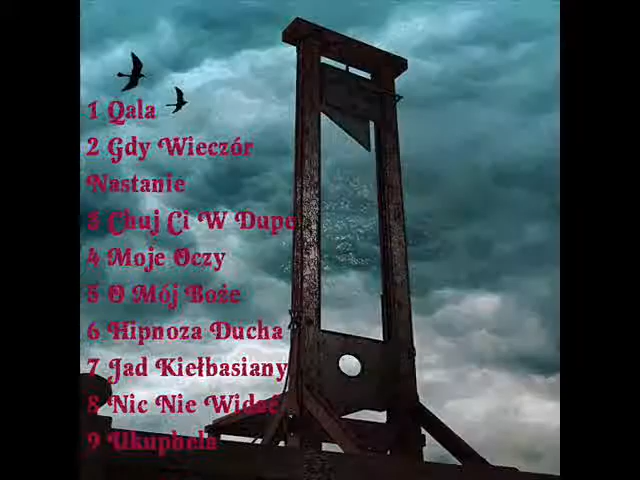 1 Qala
2 Gdy Wieczór
Nastanie
3 Chuj Ci W Dupe
4 Moje Oczy
5 O Mój Boże
6 Hipnoza Ducha
7 Jad Kiełbasiany
8 Nic Nie Widać
9 Ukuphela